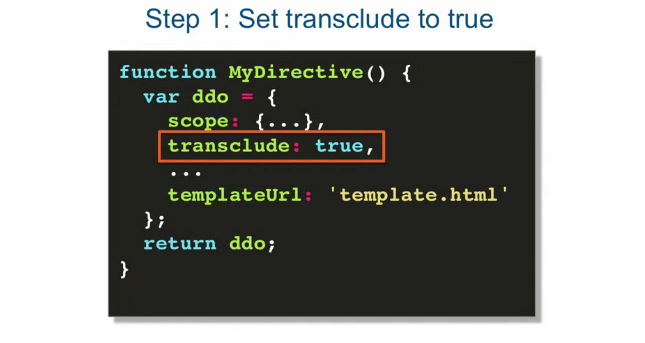 Step 1: Set transclude to true
function MyDirective() {
  var ddo = {
    scope: {...},
    transclude: true,
    ...
    templateUrl: 'template.html'
  };
  return ddo;
}